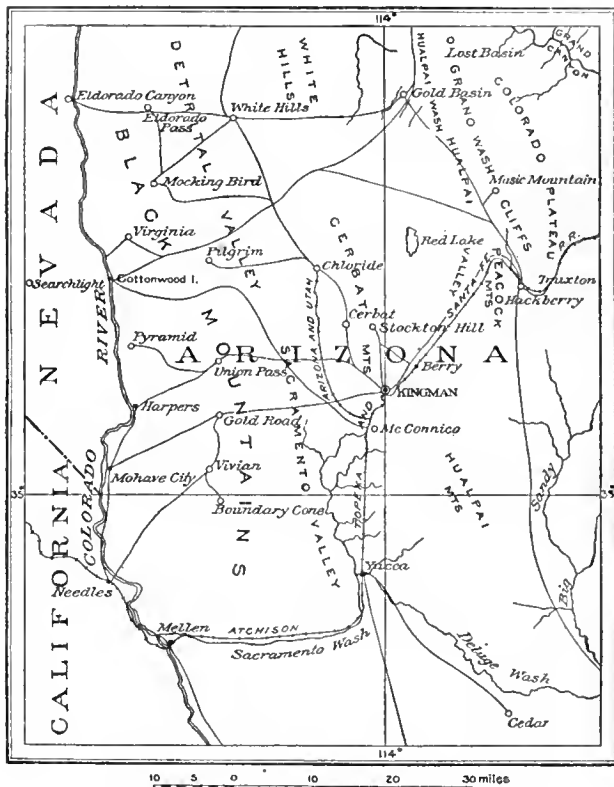 114°
GRAND
CANYON
Lost Basin
O GRAND WASH CLIFFS
COLORADO PLATEAU
HUALPAI WASH
HUALPAI
VALLEY
DETRITAL
VALLEY
WHITE
HILLS
Gold Basin
Eldorado Canyon
Eldorado
Pass
White Hills
BLACK
MOUNTAINS
Mocking Bird
Music Mountain
NEVADA
Virginia
Pilgrim
CERBAT
MTS
Red Lake
Chloride
Searchlight
Cottonwood I.
SANTA FE
PEACOCK
MTS
R.R.
Truxton
Hackberry
RIVER
Cerbat
Stockton Hill
Pyramid
ARIZONA
ARIZONA AND UTAH
Union Pass
Berry
SACRAMENTO
VALLEY
KINGMAN
Harpers
Gold Road
AND
Mc Connico
COLORADO
Mohave City
Vivian
HUALPAI
MTS
TOPEKA
35°
35°
Boundary Cone
Sandy
Big
CALIFORNIA
Needles
Yucca
Mellen
ATCHISON
Sacramento Wash
Deluge Wash
Cedar
114°
10 5 0 10 20 30 miles